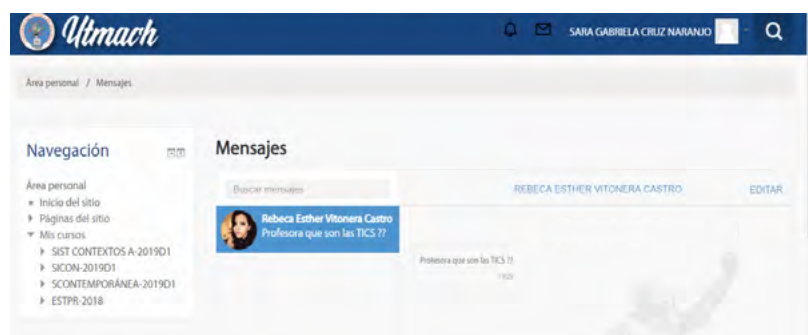 Utmach
SARA GABRIELA CRUZ NARANJO
Área personal / Mensajes
Navegación
Mensajes
Área personal
Inicio del sitio
Páginas del sitio
Mis cursos
SIST CONTEXTOS A-2019D1
SICON-2019D1
SCONTEMPORÁNEA-2019D1
ESTPR-2018
Buscar mensajes
REBECA ESTHER VITONERA CASTRO
EDITAR
Rebeca Esther Vitonera Castro
Profesora que son las TICS ??
Profesora que son las TICS ??